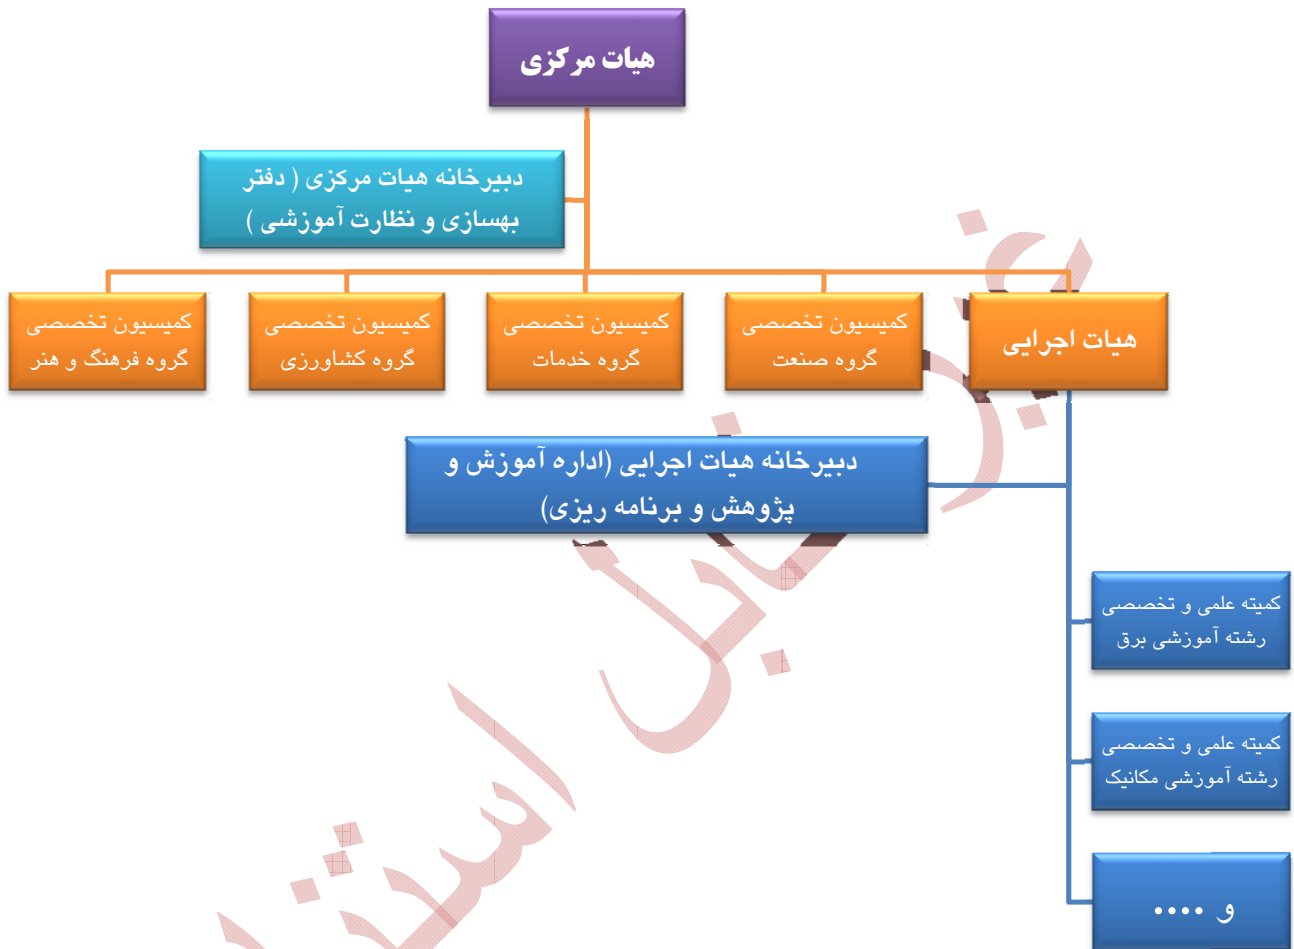 هیات مرکزی
دبیرخانه هیات مرکزی ( دفتر
بهسازی و نظارت آموزشی )
هیات اجرایی
کمیسیون تخصصی
گروه صنعت
کمیسیون تخصصی
گروه خدمات
کمیسیون تخصصی
گروه کشاورزی
کمیسیون تخصصی
گروه فرهنگ و هنر
دبیرخانه هیات اجرایی (اداره آموزش و
پژوهش و برنامه ریزی)
کمیته علمی و تخصصی
رشته آموزشی برق
کمیته علمی و تخصصی
رشته آموزشی مکانیک
و ....